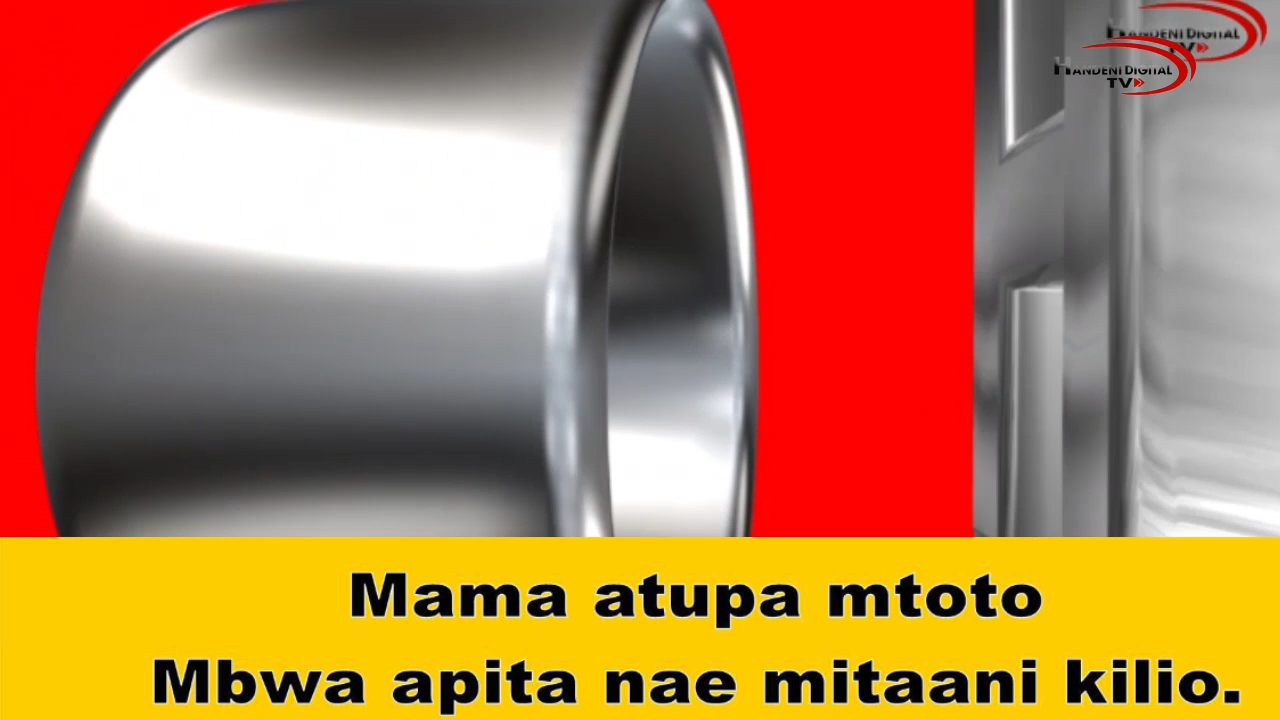 HANDENI DIGITAL
TV
HANDENI DIGITAL
TV
Mama atupa mtoto
Mbwa apita nae mitaani kilio.